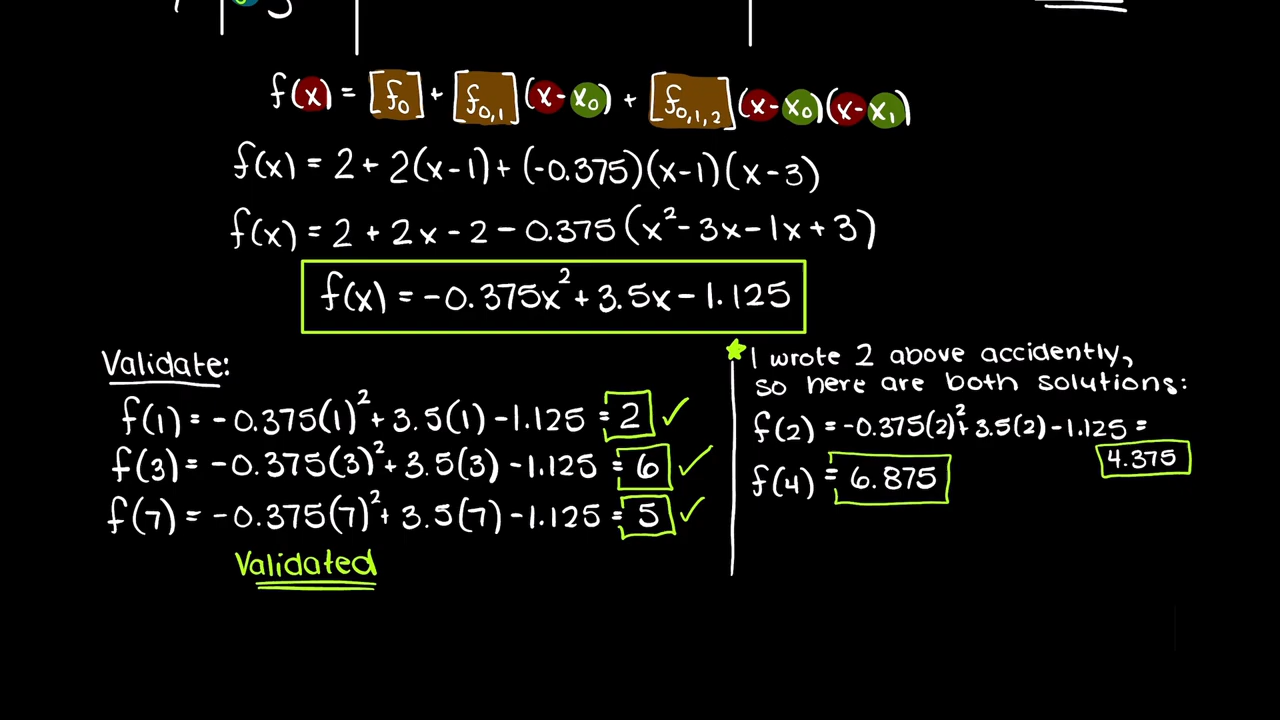 7 3
f(x) = [f₀] + [f₀,₁](x-x₀) + [f₀,₁,₂](x-x₀)(x-x₁)
f(x) = 2 + 2(x-1) + (-0.375)(x-1)(x-3)
f(x) = 2 + 2x - 2 - 0.375(x² - 3x - 1x + 3)
f(x) = -0.375x² + 3.5x - 1.125
Validate:
f(1) = -0.375(1)² + 3.5(1) - 1.125 = 2 ✓
f(3) = -0.375(3)² + 3.5(3) - 1.125 = 6 ✓
f(7) = -0.375(7)² + 3.5(7) - 1.125 = 5 ✓
Validated
★ I wrote 2 above accidently,
so here are both solutions:
f(2) = -0.375(2)² + 3.5(2) - 1.125 =
4.375
f(4) = 6.875